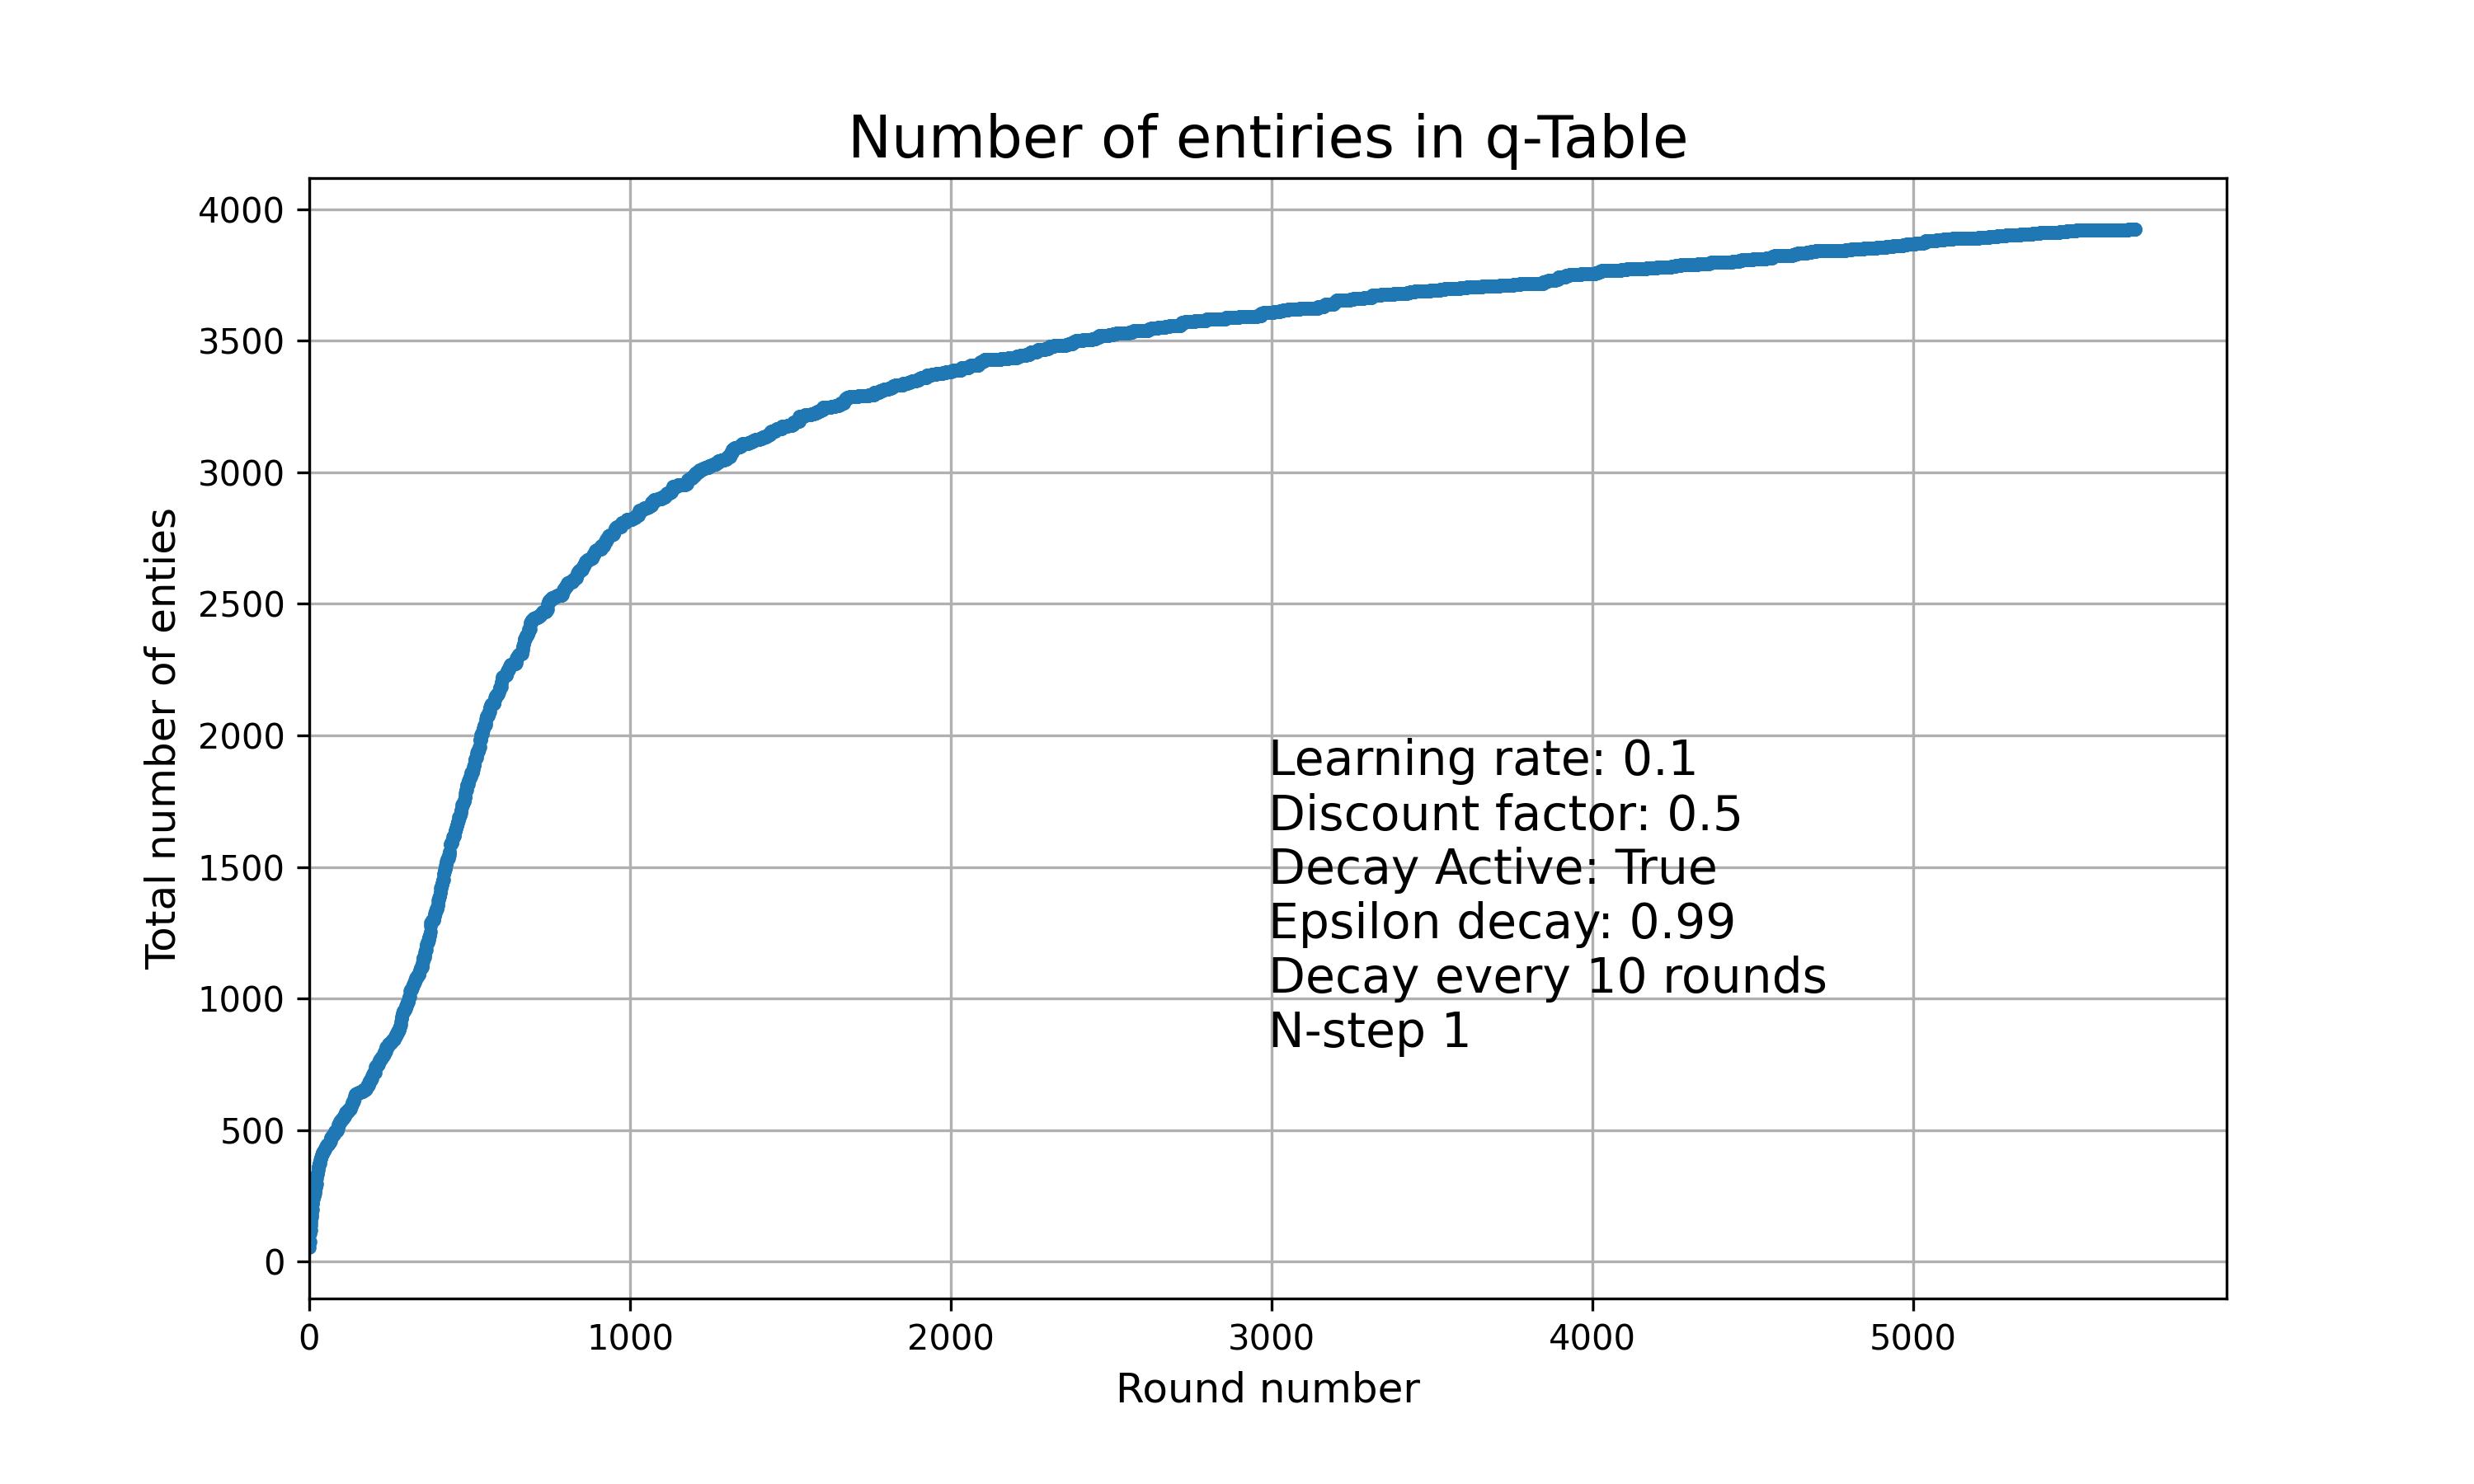 Number of entiries in q-Table
Total number of enties
4000
3500
3000
2500
2000
1500
1000
500
0
Learning rate: 0.1
Discount factor: 0.5
Decay Active: True
Epsilon decay: 0.99
Decay every 10 rounds
N-step 1
0 1000 2000 3000 4000 5000
Round number